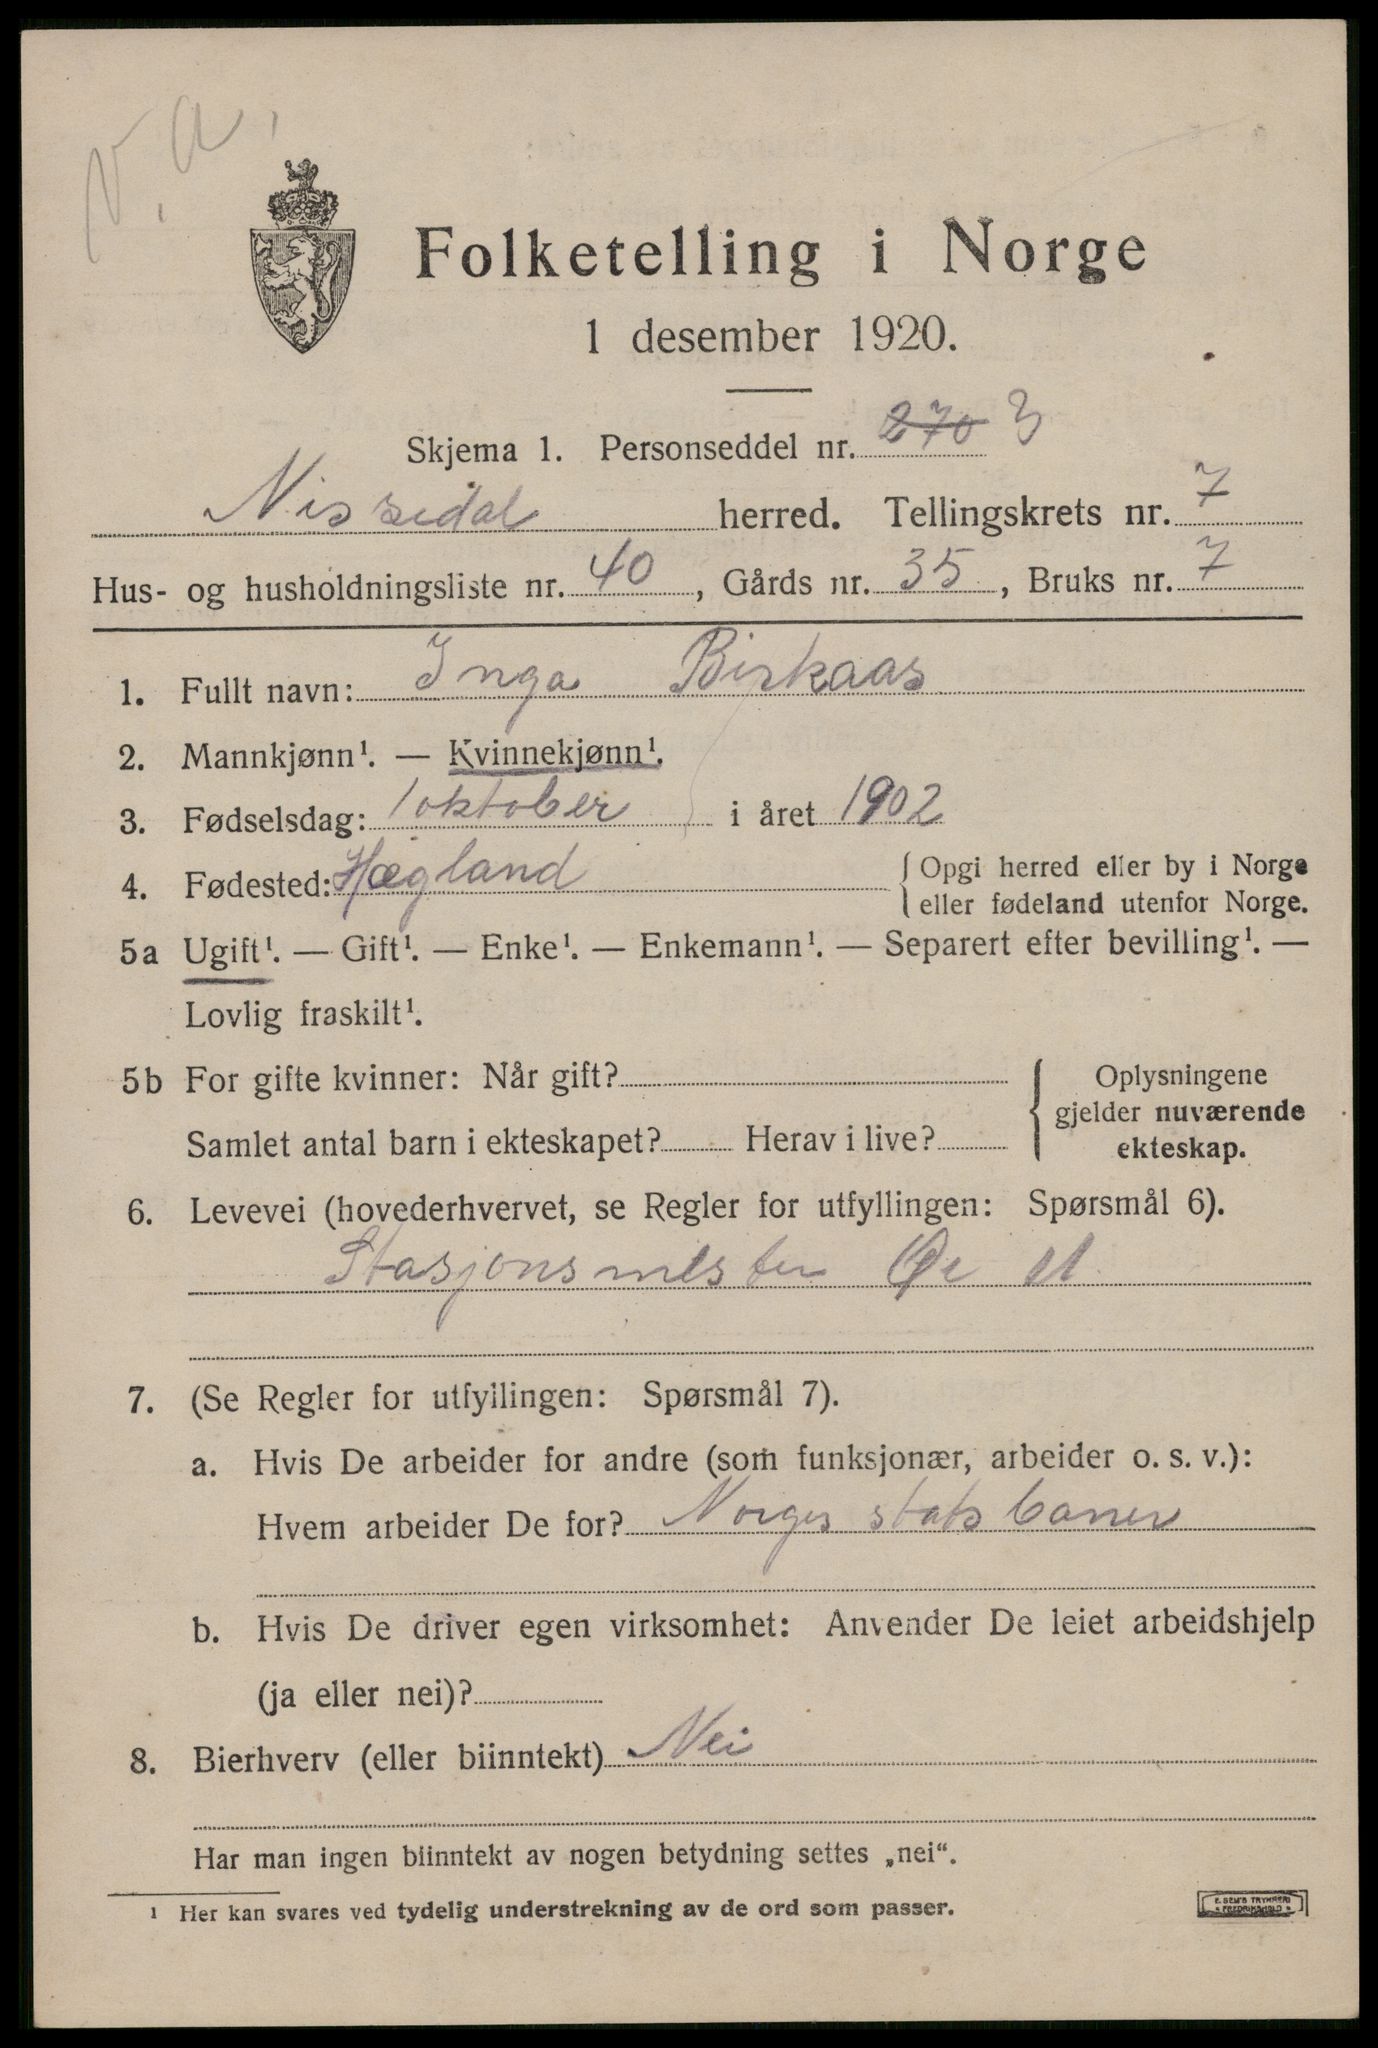 v. a.
Folketelling i Norge
1 desember 1920.
Skjema 1. Personseddel nr. 270 3
Nissedal herred. Tellingskrets nr. 7
Hus- og husholdningsliste nr. 40, Gårds nr. 35, Bruks nr. 7
1. Fullt navn: Inga Birkaas
2. Mannkjønn¹. — Kvinnekjønn¹.
3. Fødselsdag: 1 oktober i året 1902
4. Fødested: Hægland { Opgi herred eller by i Norge
eller fødeland utenfor Norge.
5a Ugift¹. — Gift¹. — Enke¹. — Enkemann¹. — Separert efter bevilling¹. —
Lovlig fraskilt¹.
5b For gifte kvinner: Når gift?
Samlet antal barn i ekteskapet? Herav i live?
{ Oplysningene
gjelder nuværende
ekteskap.
6. Levevei (hovederhvervet, se Regler for utfyllingen: Spørsmål 6).
Stasjonsmester
7. (Se Regler for utfyllingen: Spørsmål 7).
a. Hvis De arbeider for andre (som funksjonær, arbeider o. s. v.):
Hvem arbeider De for? Norges statsbaner
b. Hvis De driver egen virksomhet: Anvender De leiet arbeidshjelp
(ja eller nei)?
8. Bierhverv (eller biinntekt) Nei
Har man ingen biinntekt av nogen betydning settes „nei“.
¹ Her kan svares ved tydelig understrekning av de ord som passer.
E. SEM'S TRYKKERI
• FREDRIKSHALD •